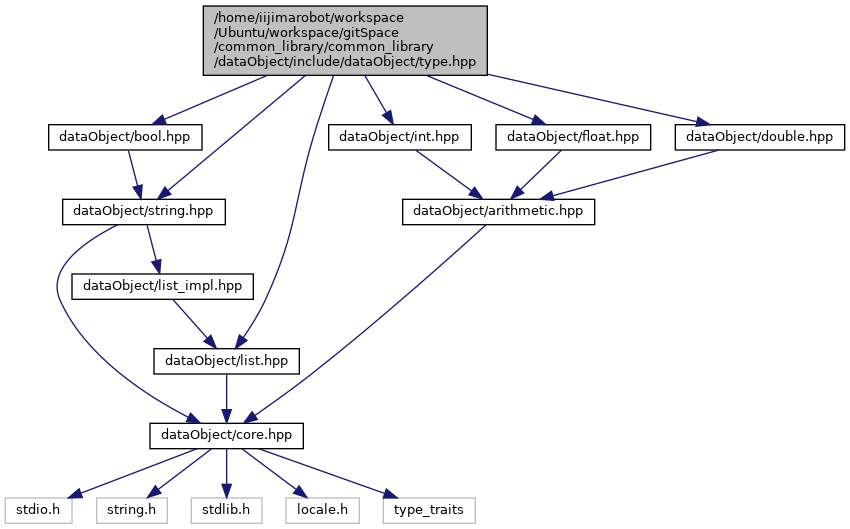 /home/iijimarobot/workspace
/Ubuntu/workspace/gitSpace
/common_library/common_library
/dataObject/include/dataObject/type.hpp
dataObject/bool.hpp
dataObject/int.hpp
dataObject/float.hpp
dataObject/double.hpp
dataObject/string.hpp
dataObject/arithmetic.hpp
dataObject/list_impl.hpp
dataObject/list.hpp
dataObject/core.hpp
stdio.h
string.h
stdlib.h
locale.h
type_traits